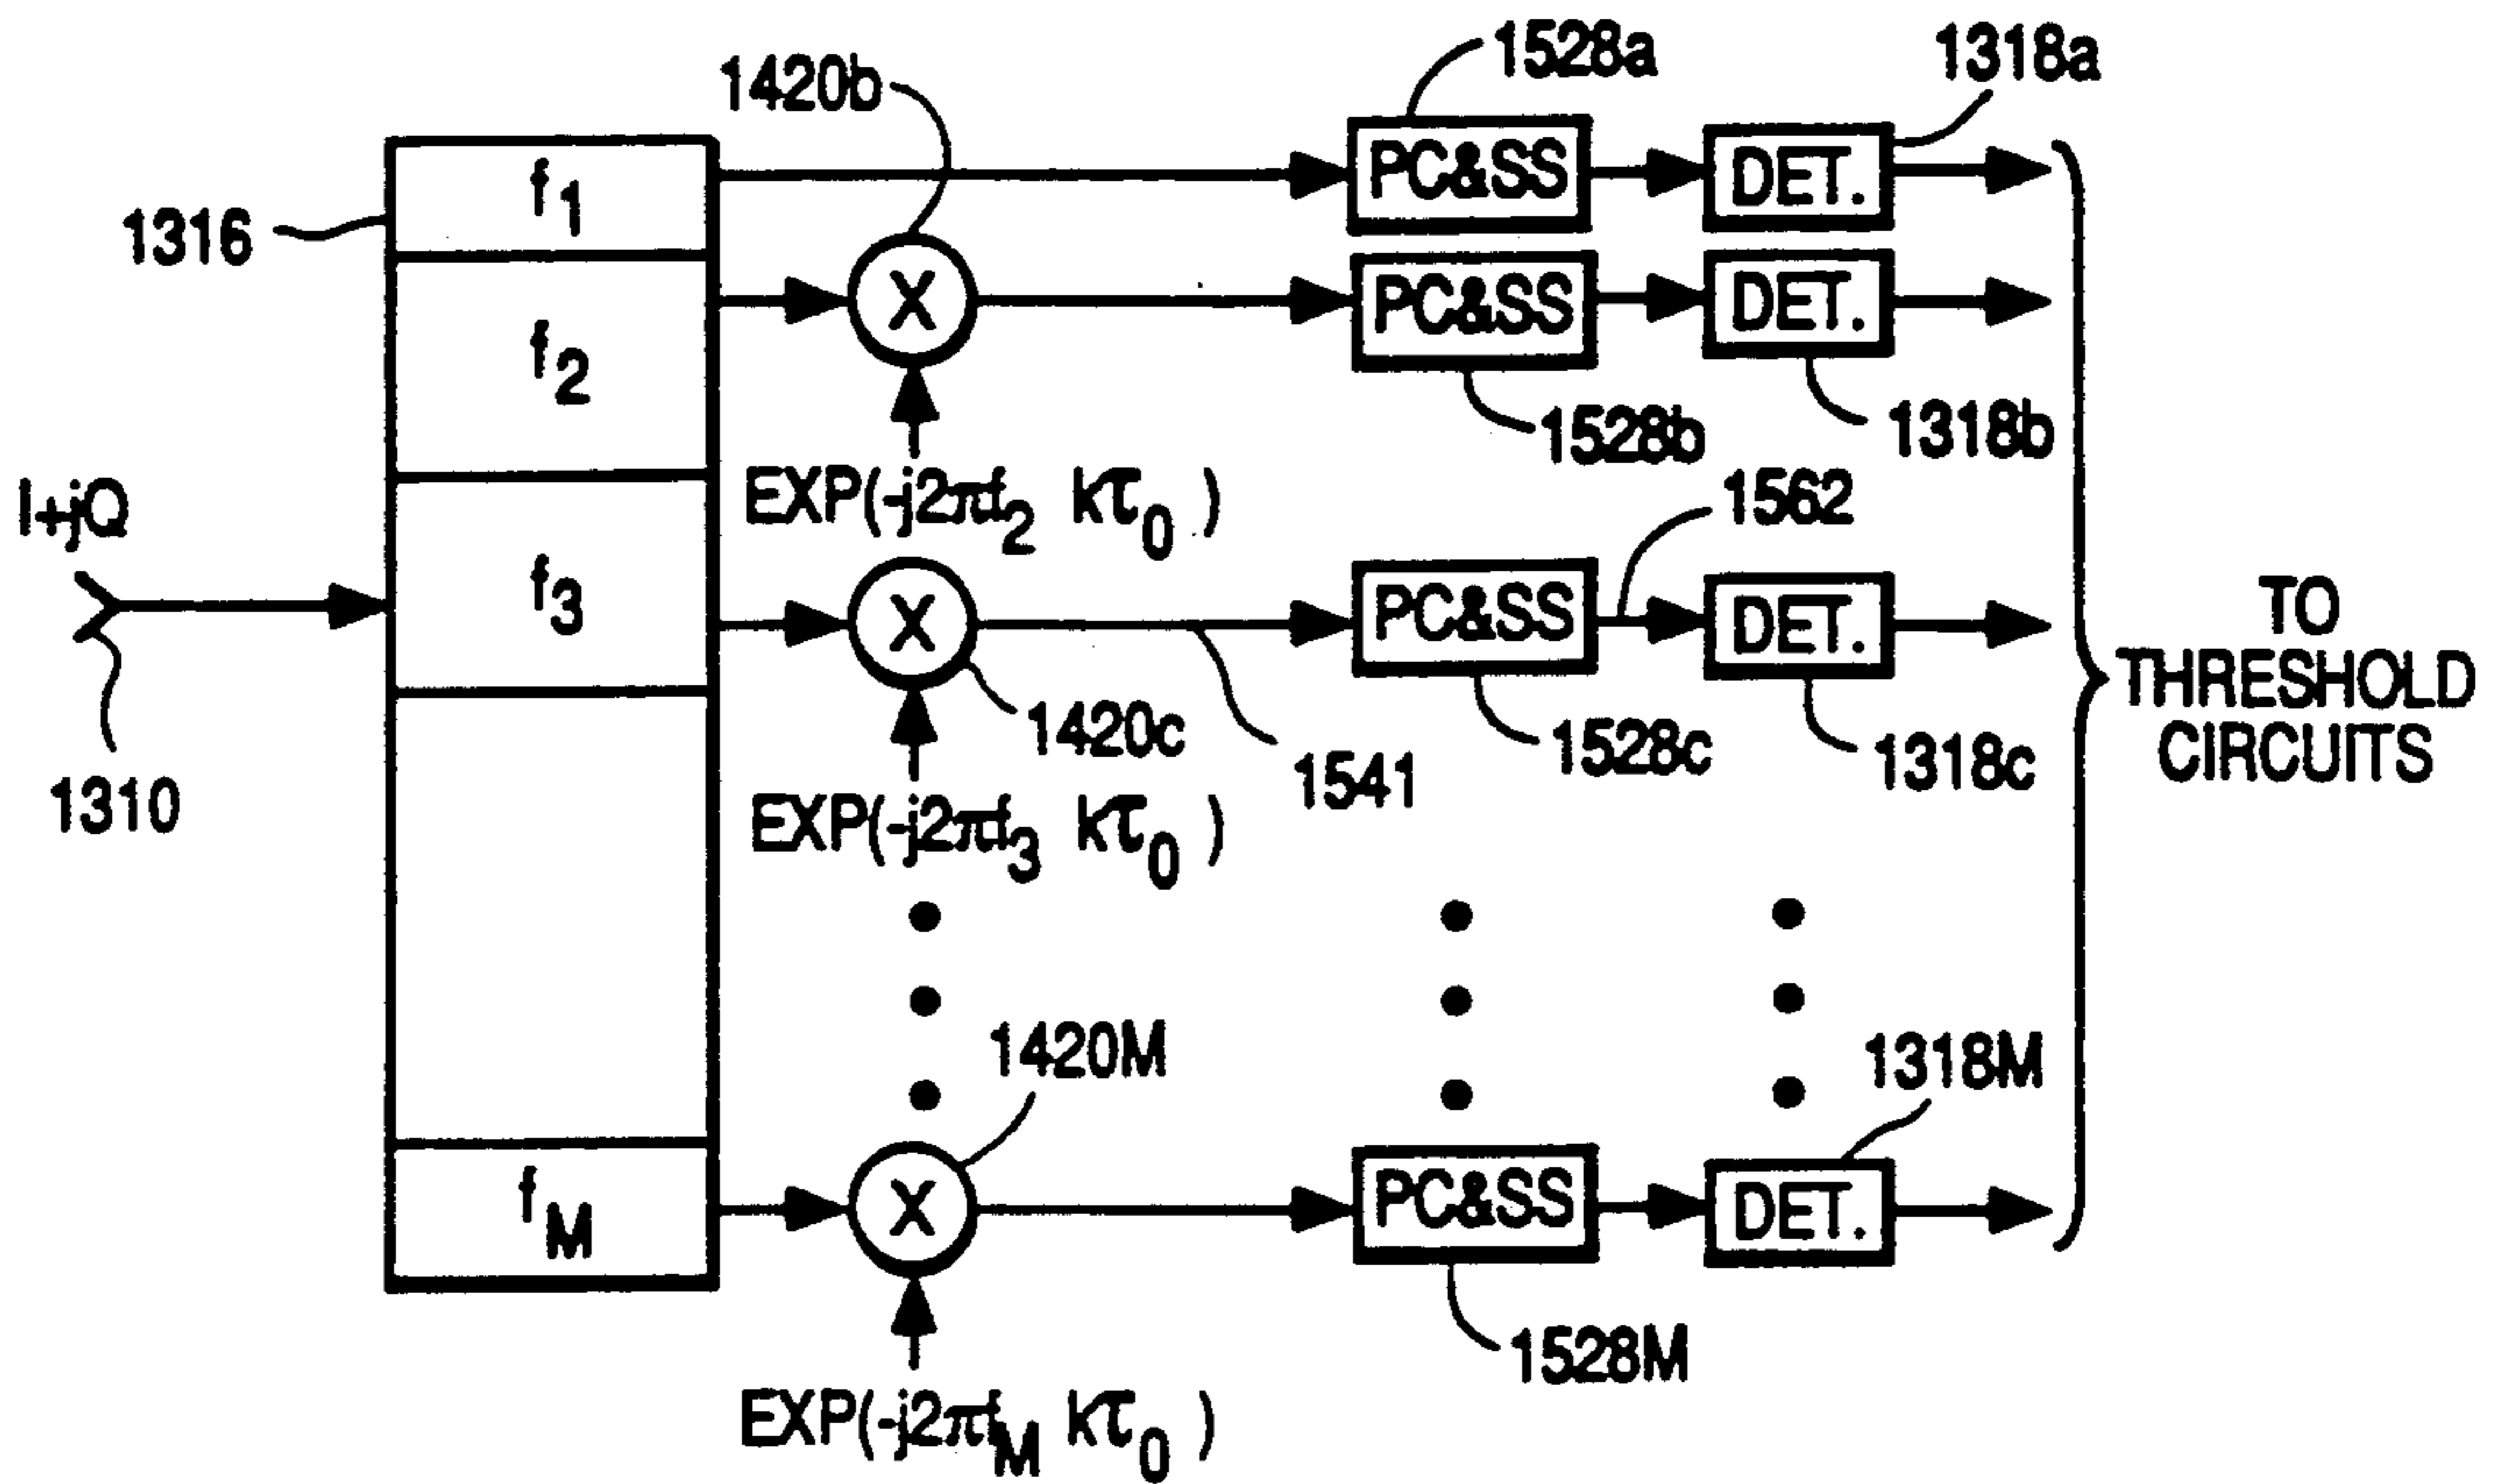 1528a
1318a
1420b
f1
PC&SS
DET.
1316
f2
X
PC&SS
DET.
1528b
1318b
I+jQ
EXP(-j2πf2 kτ0 )
1562
f3
X
PC&SS
DET.
TO
THRESHOLD
CIRCUITS
1420c
1528c
1318c
1541
1310
EXP(-j2πf3 kτ0 )
1420M
1318M
fM
X
PC&SS
DET.
1528M
EXP(-j2πfM kτ0 )